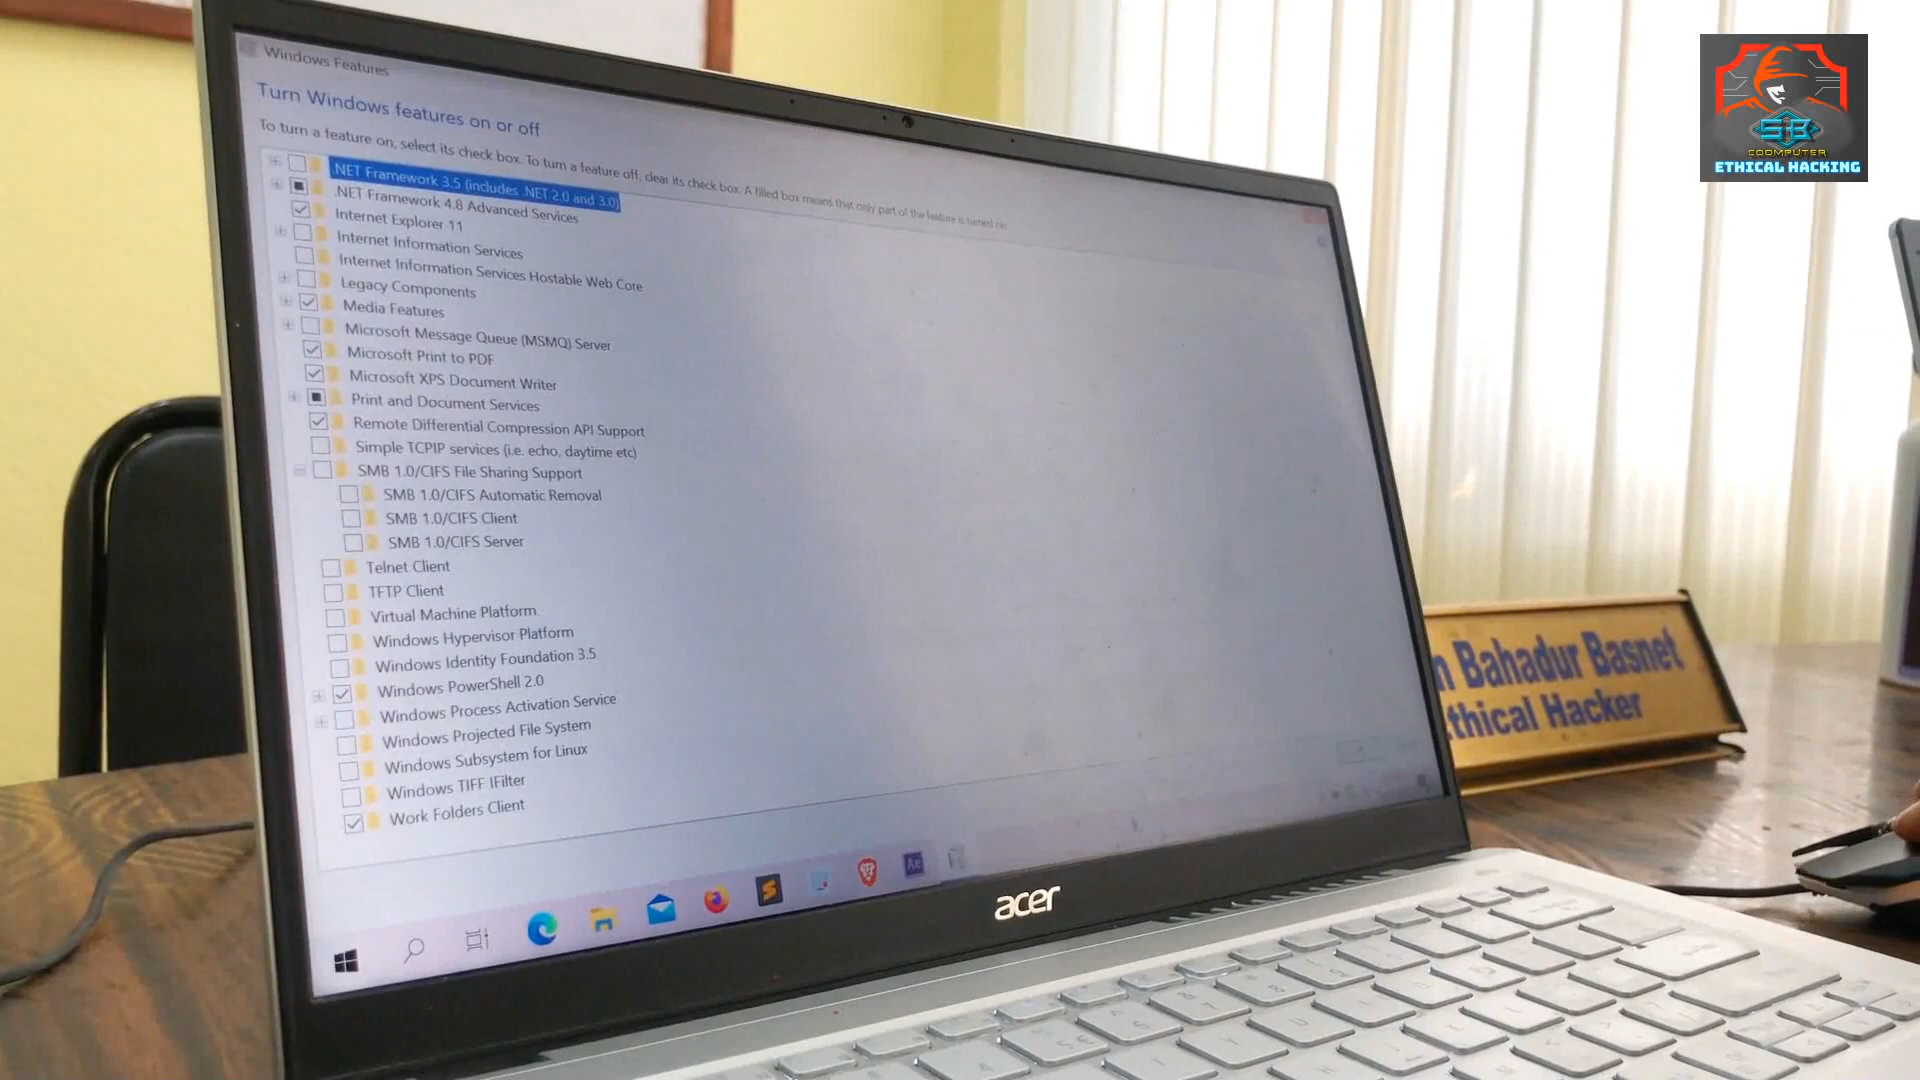 Windows Features
Turn Windows features on or off
To turn a feature on, select its check box. To turn a feature off, clear its check box. A filled box means that only part of the feature is turned on.
.NET Framework 3.5 (includes .NET 2.0 and 3.0)
.NET Framework 4.8 Advanced Services
Internet Explorer 11
Internet Information Services
Internet Information Services Hostable Web Core
Legacy Components
Media Features
Microsoft Message Queue (MSMQ) Server
Microsoft Print to PDF
Microsoft XPS Document Writer
Print and Document Services
Remote Differential Compression API Support
Simple TCPIP services (i.e. echo, daytime etc)
SMB 1.0/CIFS File Sharing Support
SMB 1.0/CIFS Automatic Removal
SMB 1.0/CIFS Client
SMB 1.0/CIFS Server
Telnet Client
TFTP Client
Virtual Machine Platform
Windows Hypervisor Platform
Windows Identity Foundation 3.5
Windows PowerShell 2.0
Windows Process Activation Service
Windows Projected File System
Windows Subsystem for Linux
Windows TIFF IFilter
Work Folders Client
Ae
acer
SB
COOMPUTER
ETHICAL HACKING
Bahadur Basnet
thical Hacker